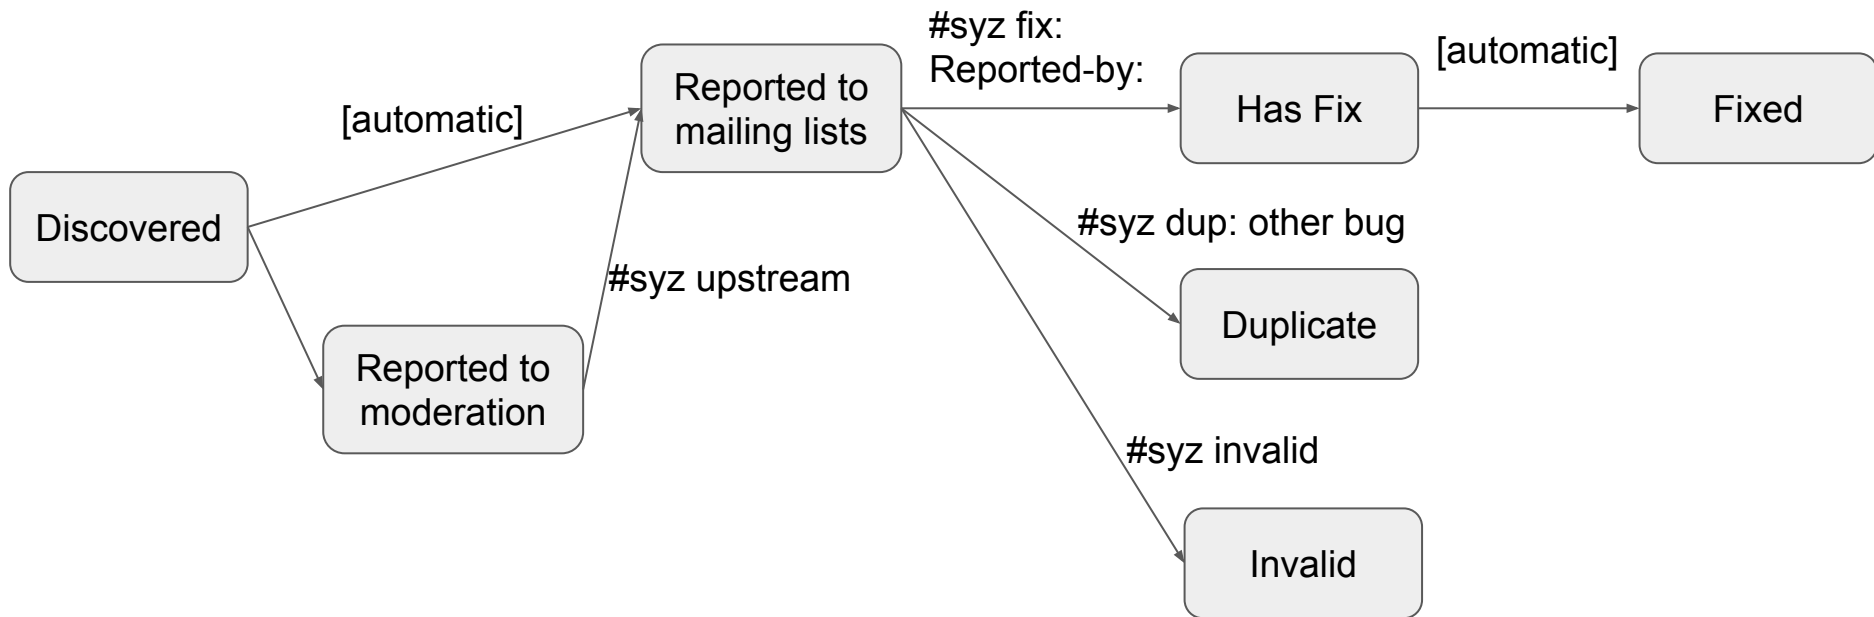 #syz fix:
Reported-by:
[automatic]
Reported to
mailing lists
Has Fix
Fixed
[automatic]
Discovered
#syz dup: other bug
#syz upstream
Duplicate
Reported to
moderation
#syz invalid
Invalid